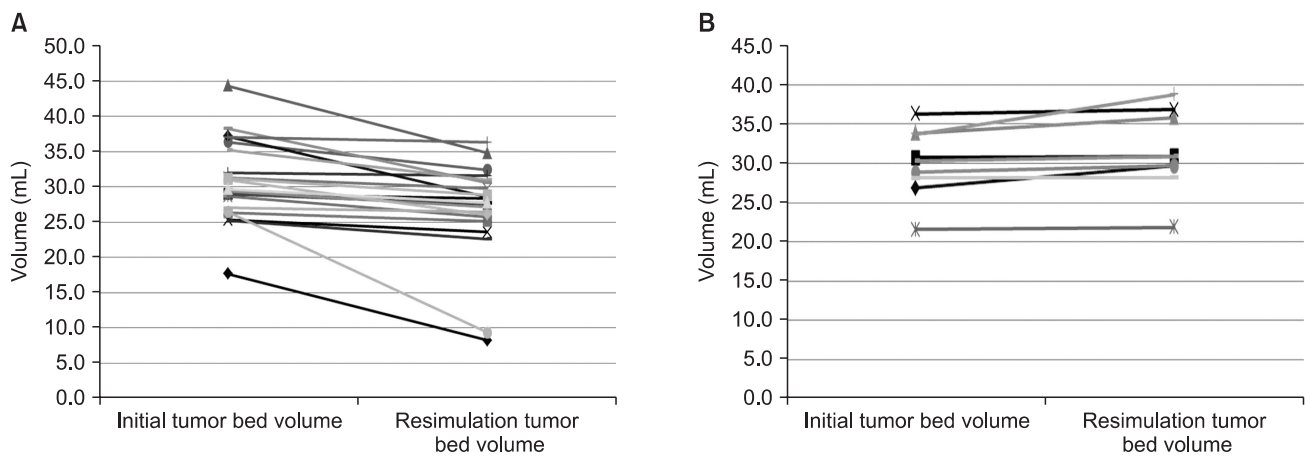 A
Volume (mL)
50.0
45.0
40.0
35.0
30.0
25.0
20.0
15.0
10.0
5.0
0.0
Initial tumor bed volume
Resimulation tumor
bed volume
B
Volume (mL)
45.0
40.0
35.0
30.0
25.0
20.0
15.0
10.0
5.0
0.0
Initial tumor bed volume
Resimulation tumor
bed volume